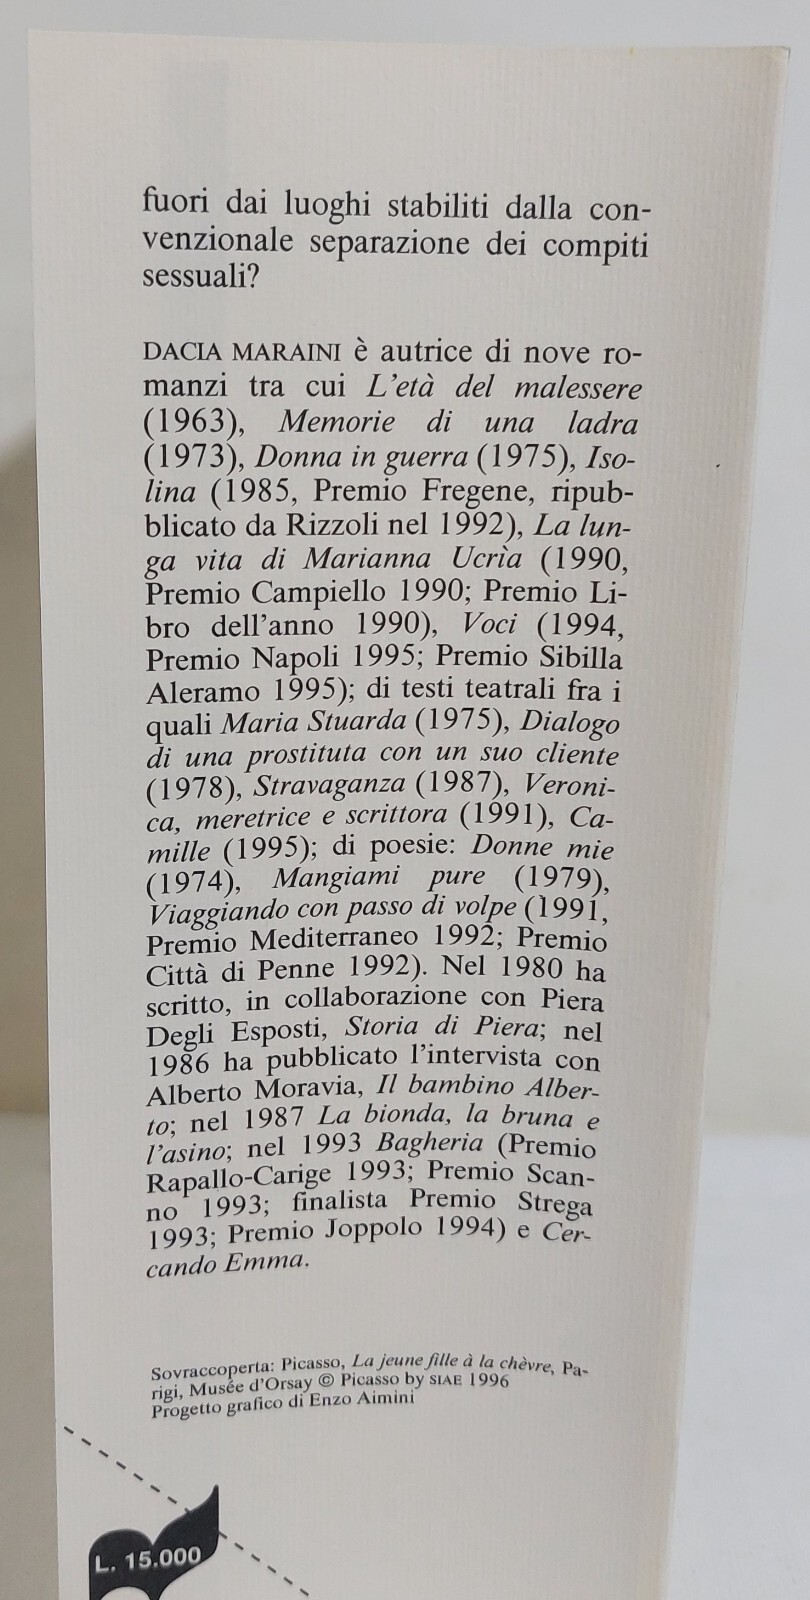 fuori dai luoghi stabiliti dalla con-
venzionale separazione dei compiti
sessuali?
DACIA MARAINI è autrice di nove ro-
manzi tra cui L'età del malessere
(1963), Memorie di una ladra
(1973), Donna in guerra (1975), Iso-
lina (1985, Premio Fregene, ripub-
blicato da Rizzoli nel 1992), La lun-
ga vita di Marianna Ucrìa (1990,
Premio Campiello 1990; Premio Li-
bro dell'anno 1990), Voci (1994,
Premio Napoli 1995; Premio Sibilla
Aleramo 1995); di testi teatrali fra i
quali Maria Stuarda (1975), Dialogo
di una prostituta con un suo cliente
(1978), Stravaganza (1987), Veroni-
ca, meretrice e scrittora (1991), Ca-
mille (1995); di poesie: Donne mie
(1974), Mangiami pure (1979),
Viaggiando con passo di volpe (1991,
Premio Mediterraneo 1992; Premio
Città di Penne 1992). Nel 1980 ha
scritto, in collaborazione con Piera
Degli Esposti, Storia di Piera; nel
1986 ha pubblicato l'intervista con
Alberto Moravia, Il bambino Alber-
to; nel 1987 La bionda, la bruna e
l'asino; nel 1993 Bagheria (Premio
Rapallo-Carige 1993; Premio Scan-
no 1993; finalista Premio Strega
1993; Premio Joppolo 1994) e Cer-
cando Emma.
Sovraccoperta: Picasso, La jeune fille à la chèvre, Pa-
rigi, Musée d'Orsay © Picasso by SIAE 1996
Progetto grafico di Enzo Aimini
L. 15.000